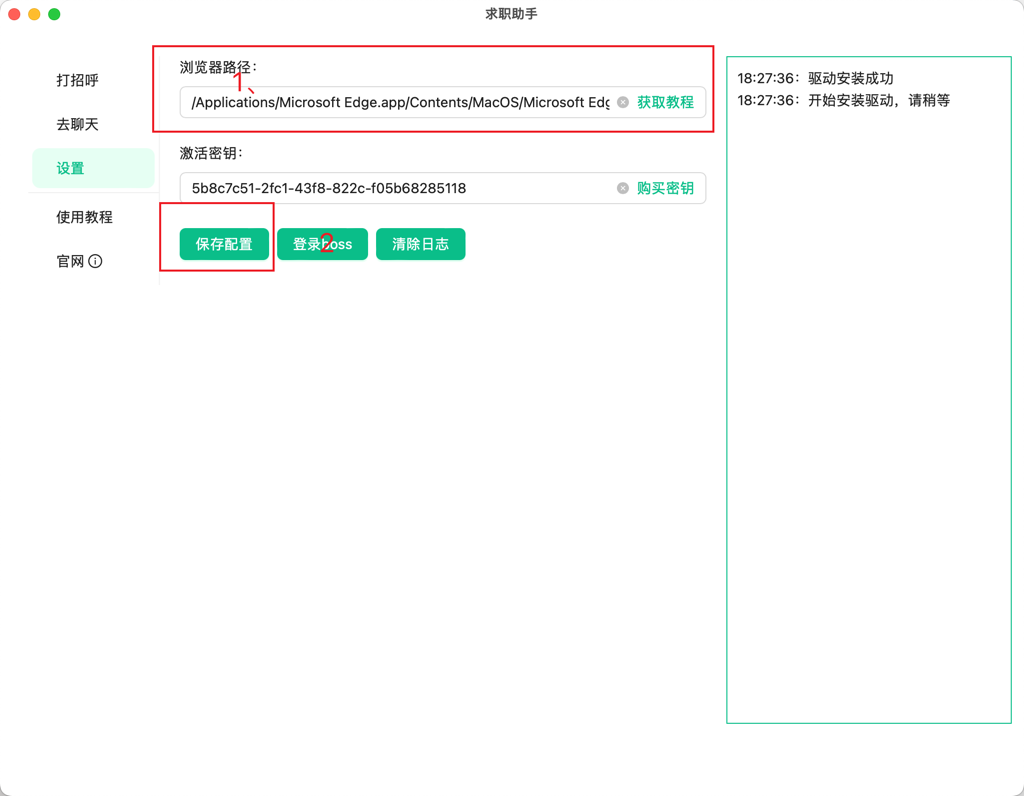 求职助手
打招呼
去聊天
设置
使用教程
官网
浏览器路径：
1、
/Applications/Microsoft Edge.app/Contents/MacOS/Microsoft Edg
获取教程
激活密钥：
5b8c7c51-2fc1-43f8-822c-f05b68285118
购买密钥
保存配置
登录boss
2
清除日志
18:27:36：驱动安装成功
18:27:36：开始安装驱动，请稍等